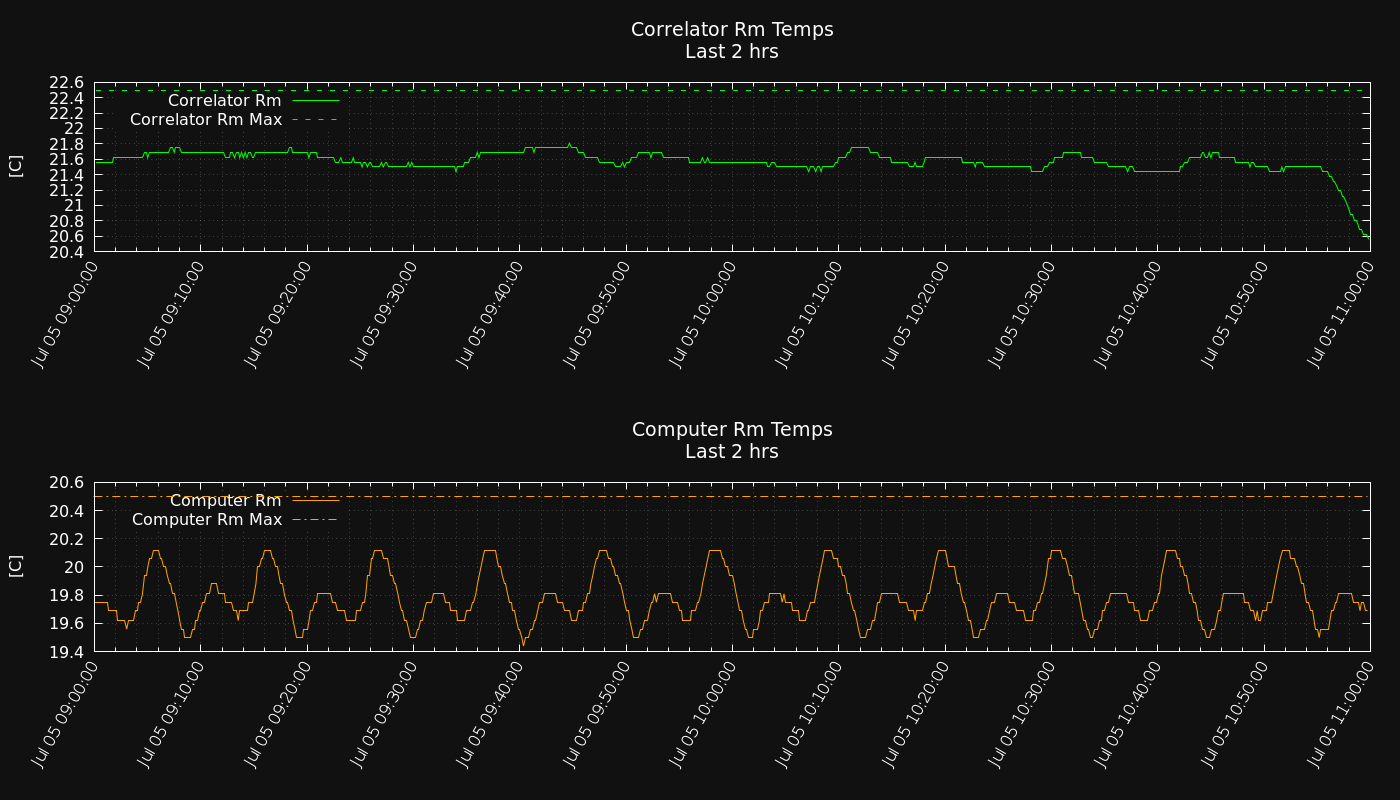 Correlator Rm Temps
Last 2 hrs
22.6
22.4
22.2
22
21.8
21.6
21.4
21.2
21
20.8
20.6
20.4
[C]
Correlator Rm
Correlator Rm Max
Jul 05 09:00:00
Jul 05 09:10:00
Jul 05 09:20:00
Jul 05 09:30:00
Jul 05 09:40:00
Jul 05 09:50:00
Jul 05 10:00:00
Jul 05 10:10:00
Jul 05 10:20:00
Jul 05 10:30:00
Jul 05 10:40:00
Jul 05 10:50:00
Jul 05 11:00:00
Computer Rm Temps
Last 2 hrs
20.6
20.4
20.2
20
19.8
19.6
19.4
[C]
Computer Rm
Computer Rm Max
Jul 05 09:00:00
Jul 05 09:10:00
Jul 05 09:20:00
Jul 05 09:30:00
Jul 05 09:40:00
Jul 05 09:50:00
Jul 05 10:00:00
Jul 05 10:10:00
Jul 05 10:20:00
Jul 05 10:30:00
Jul 05 10:40:00
Jul 05 10:50:00
Jul 05 11:00:00